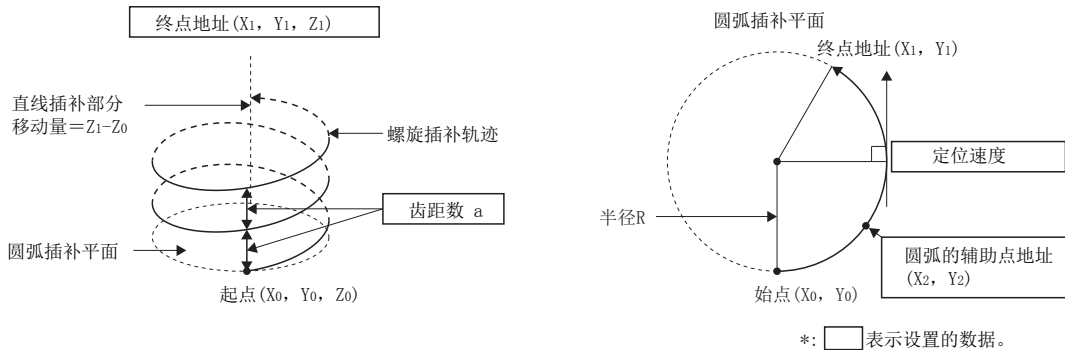 终点地址(X1, Y1, Z1)
直线插补部分
移动量＝Z1-Z0
螺旋插补轨迹
齿距数 a
圆弧插补平面
起点(X0, Y0, Z0)
圆弧插补平面
终点地址(X1, Y1)
定位速度
半径R
圆弧的辅助点地址
(X2, Y2)
始点(X0, Y0)
*: 表示设置的数据。